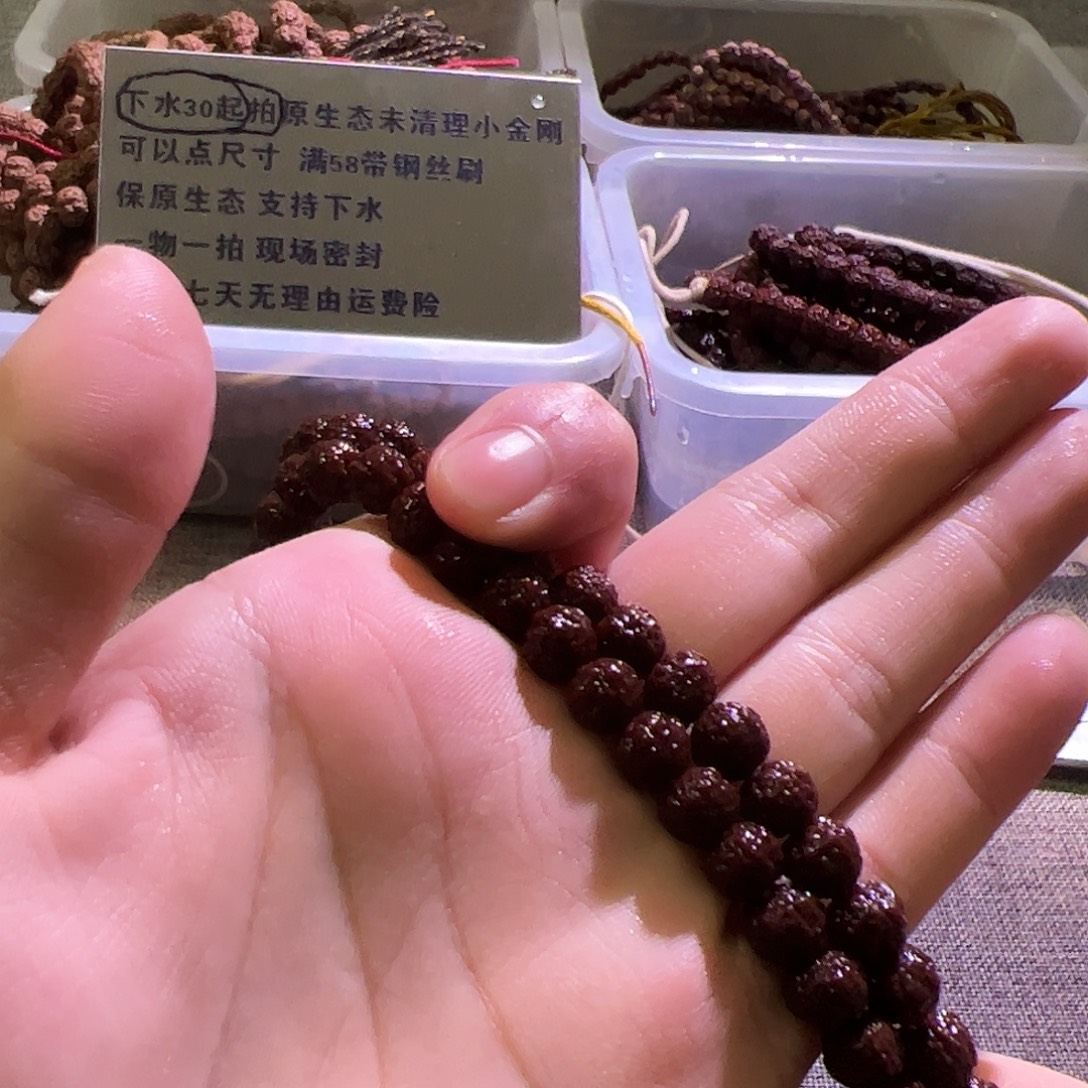 下水30起拍原生态未清理小金刚
可以点尺寸 满58带钢丝刷
保原生态 支持下水
一物一拍 现场密封
七天无理由运费险